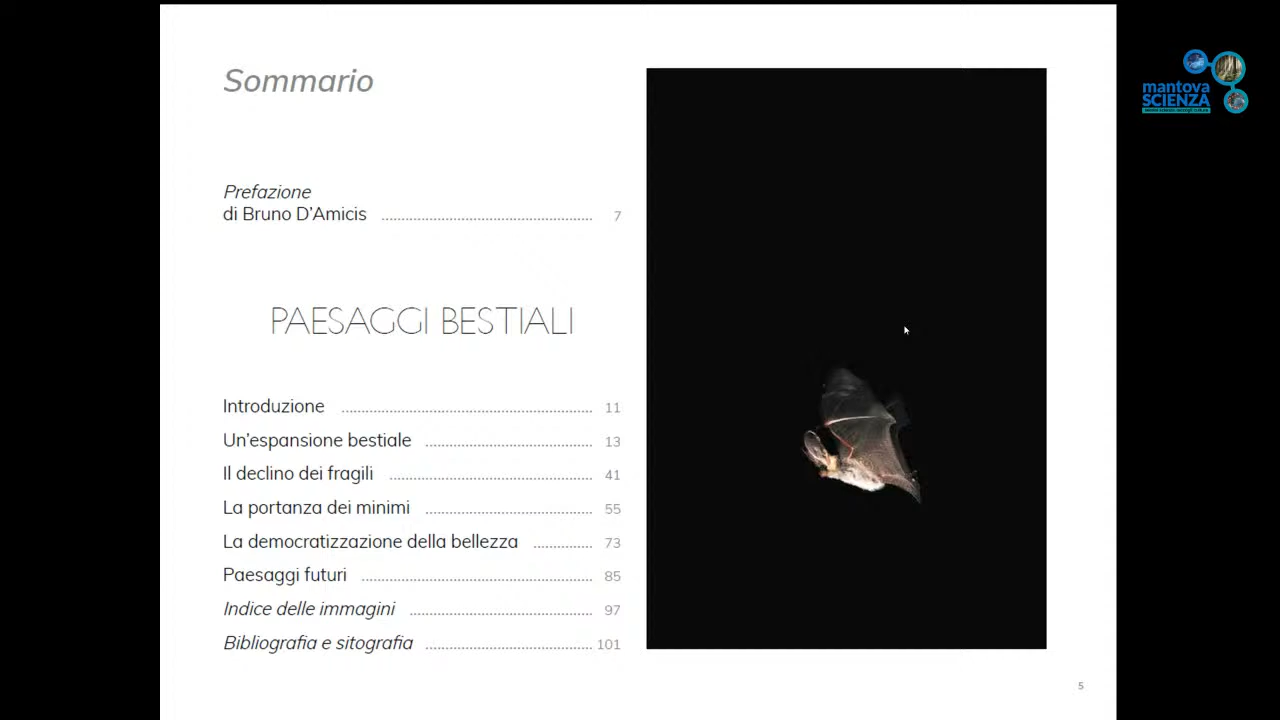 Sommario
Prefazione
di Bruno D'Amicis ........................................................ 7
PAESAGGI BESTIALI
Introduzione ........................................................ 11
Un'espansione bestiale ........................................................ 13
Il declino dei fragili ........................................................ 41
La portanza dei minimi ........................................................ 55
La democratizzazione della bellezza .................... 73
Paesaggi futuri ........................................................ 85
Indice delle immagini ........................................................ 97
Bibliografia e sitografia ........................................................ 101
5
mantova
SCIENZA